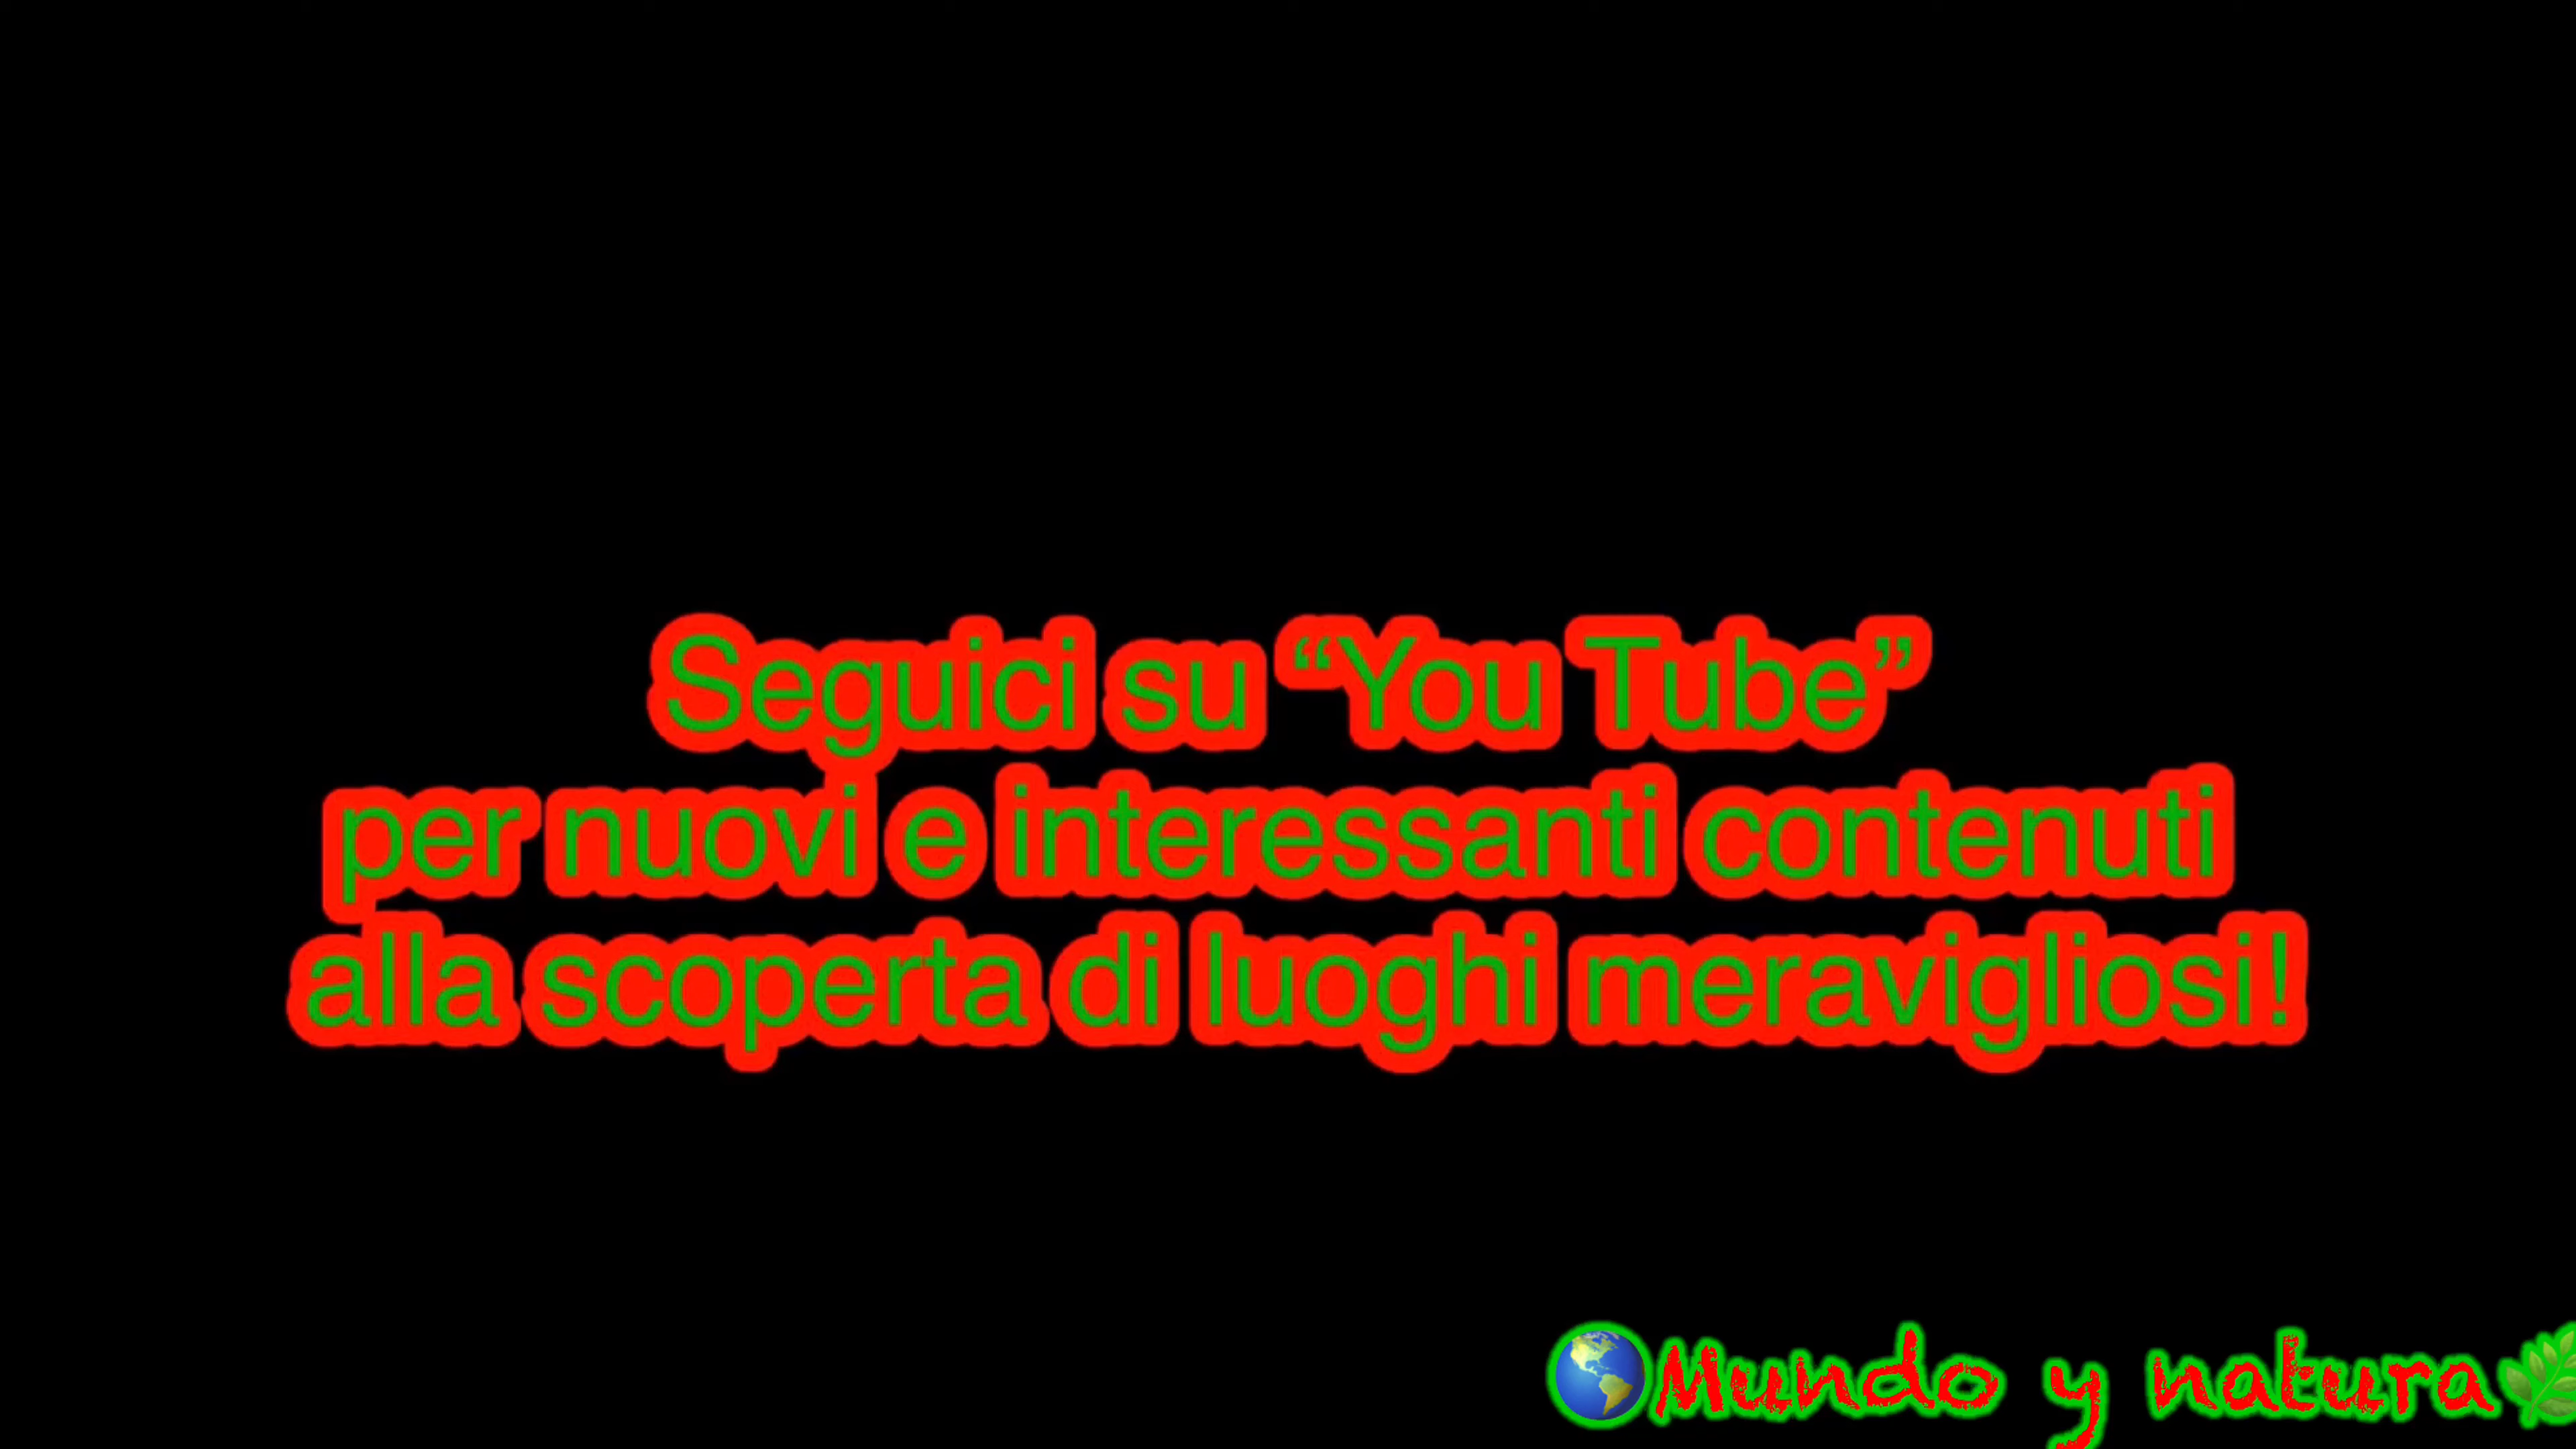 Seguici su “You Tube”
per nuovi e interessanti contenuti
alla scoperta di luoghi meravigliosi!
🌎Mundo y natura🌿